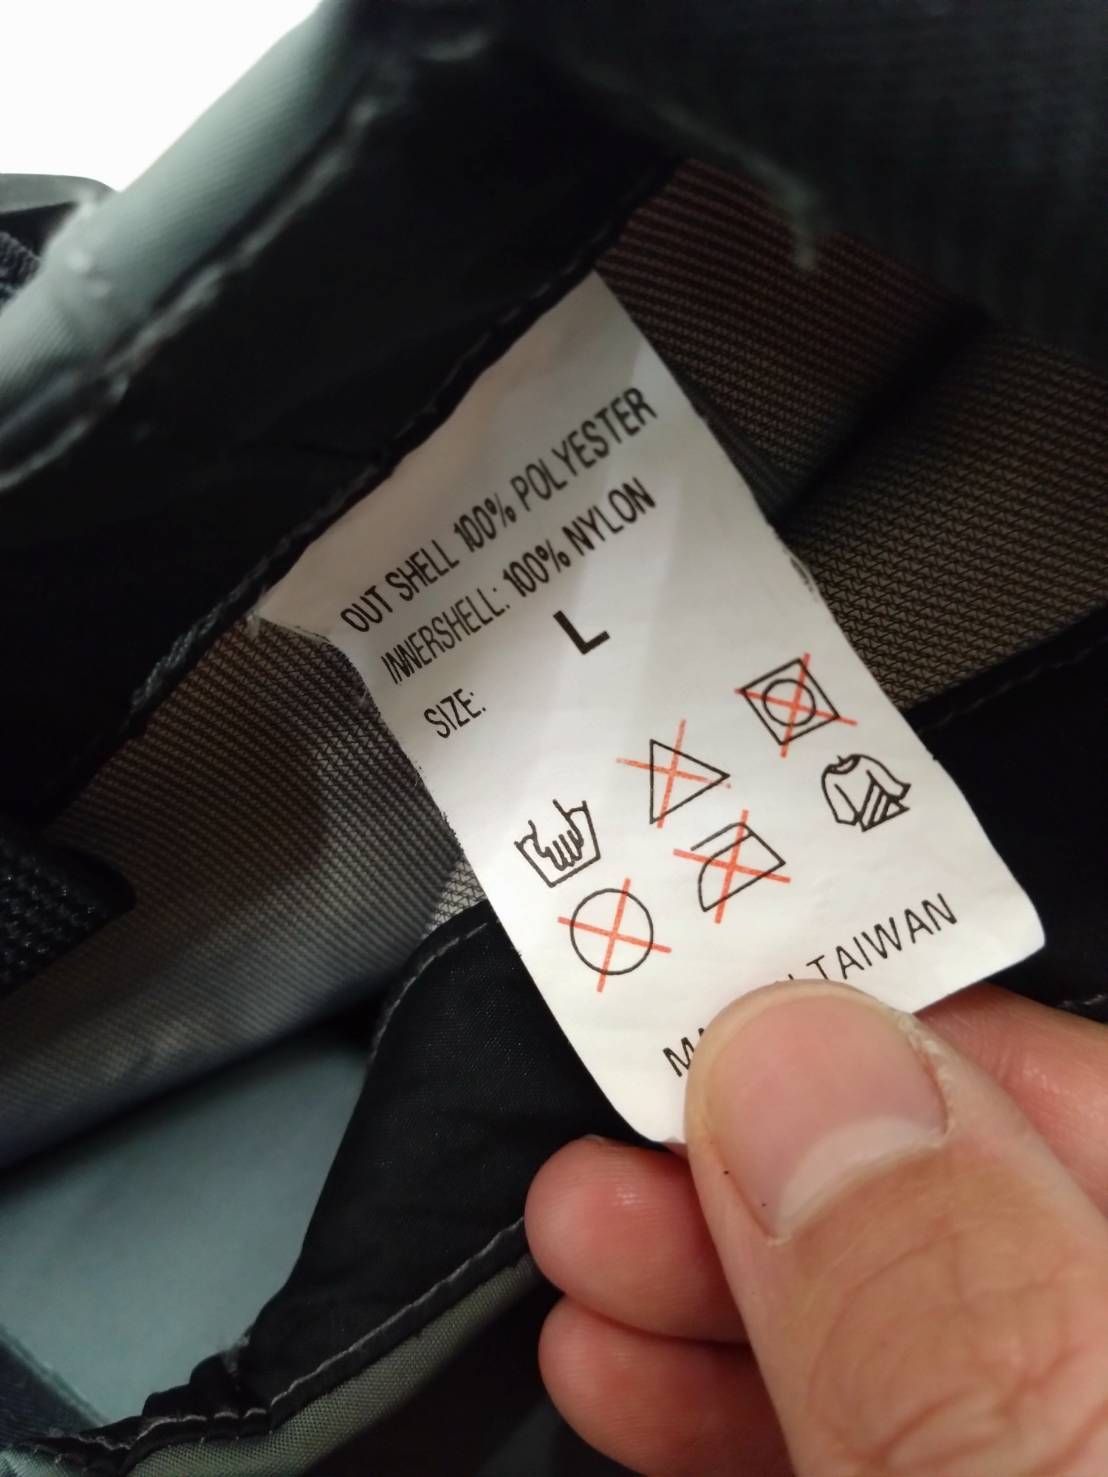 OUT SHELL 100% POLYESTER
INNERSHELL: 100% NYLON
SIZE: L
TAIWAN